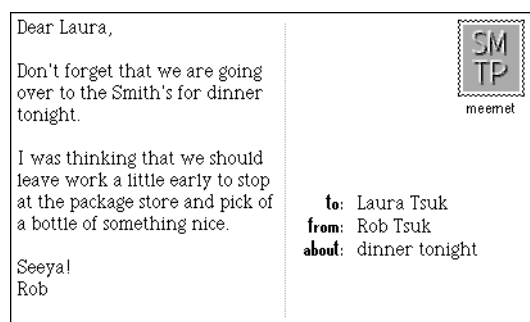 Dear Laura,
Don't forget that we are going
over to the Smith's for dinner
tonight.
I was thinking that we should
leave work a little early to stop
at the package store and pick of
a bottle of something nice.
Seeya!
Rob
SM
TP
meernet
to: Laura Tsuk
from: Rob Tsuk
about: dinner tonight